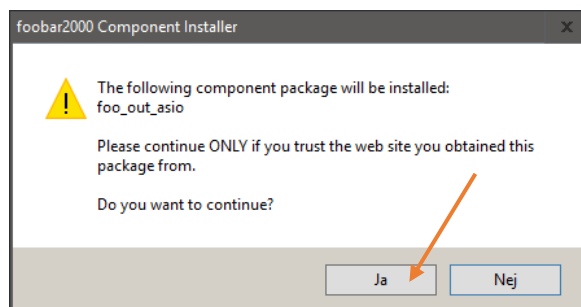 foobar2000 Component Installer
x
The following component package will be installed:
foo_out_asio
Please continue ONLY if you trust the web site you obtained this
package from.
Do you want to continue?
Ja
Nej